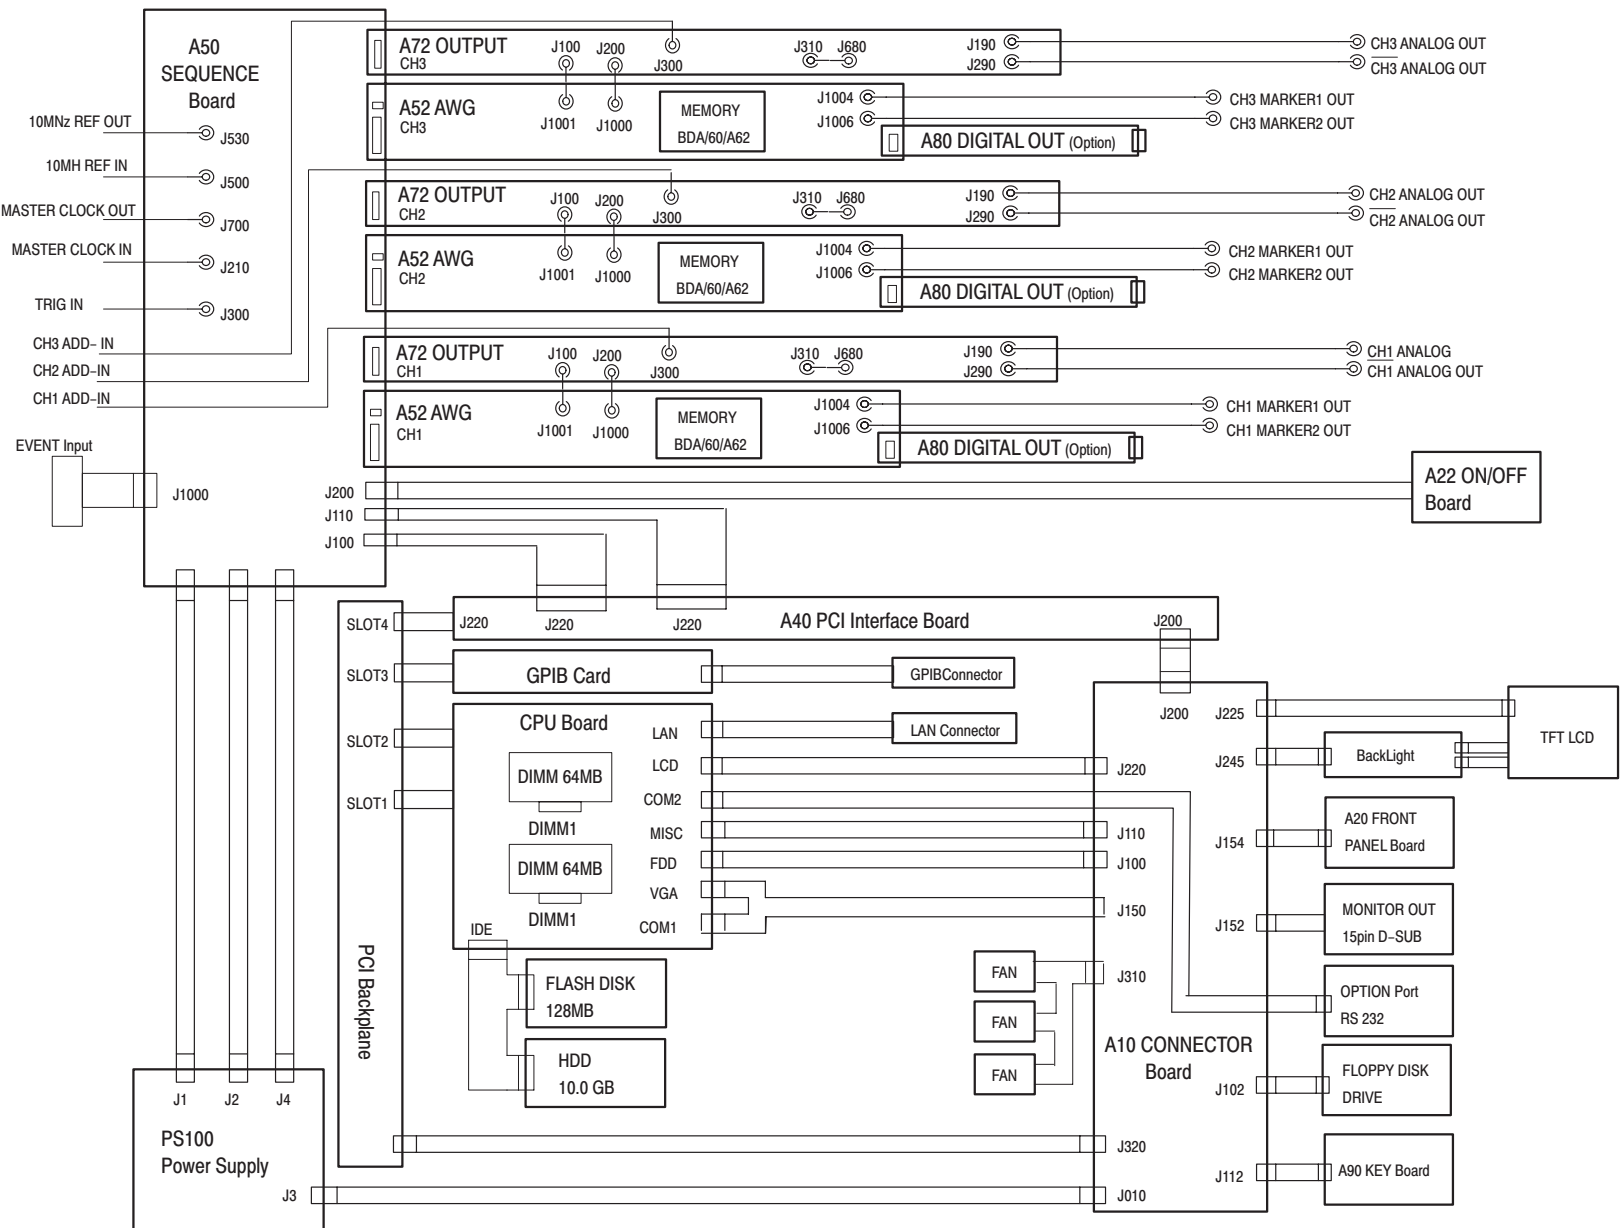 A50
SEQUENCE
Board
10MNz REF OUT
J530
10MH REF IN
J500
MASTER CLOCK OUT
J700
MASTER CLOCK IN
J210
TRIG IN
J300
CH3 ADD– IN
CH2 ADD–IN
CH1 ADD–IN
EVENT Input
J1000
J200
J110
J100
A72 OUTPUT
CH3
J100
J200
J300
J310
J680
J190
J290
CH3 ANALOG OUT
CH3 ANALOG OUT
A52 AWG
CH3
J1001
J1000
MEMORY
BDA/60/A62
J1004
J1006
CH3 MARKER1 OUT
CH3 MARKER2 OUT
A80 DIGITAL OUT (Option)
A72 OUTPUT
CH2
J100
J200
J300
J310
J680
J190
J290
CH2 ANALOG OUT
CH2 ANALOG OUT
A52 AWG
CH2
J1001
J1000
MEMORY
BDA/60/A62
J1004
J1006
CH2 MARKER1 OUT
CH2 MARKER2 OUT
A80 DIGITAL OUT (Option)
A72 OUTPUT
CH1
J100
J200
J300
J310
J680
J190
J290
CH1 ANALOG
CH1 ANALOG OUT
A52 AWG
CH1
J1001
J1000
MEMORY
BDA/60/A62
J1004
J1006
CH1 MARKER1 OUT
CH1 MARKER2 OUT
A80 DIGITAL OUT (Option)
A22 ON/OFF
Board
SLOT4
J220
J220
J220
A40 PCI Interface Board
J200
SLOT3
GPIB Card
GPIBConnector
SLOT2
SLOT1
CPU Board
DIMM 64MB
DIMM1
DIMM 64MB
DIMM1
LAN
LCD
COM2
MISC
FDD
VGA
COM1
IDE
LAN Connector
FLASH DISK
128MB
HDD
10.0 GB
PCI Backplane
FAN
FAN
FAN
J200
J225
J245
J220
J154
J110
J100
J150
J152
J310
A10 CONNECTOR
Board
J102
J320
J112
J010
TFT LCD
BackLight
A20 FRONT
PANEL Board
MONITOR OUT
15pin D–SUB
OPTION Port
RS 232
FLOPPY DISK
DRIVE
A90 KEY Board
J1
J2
J4
PS100
Power Supply
J3